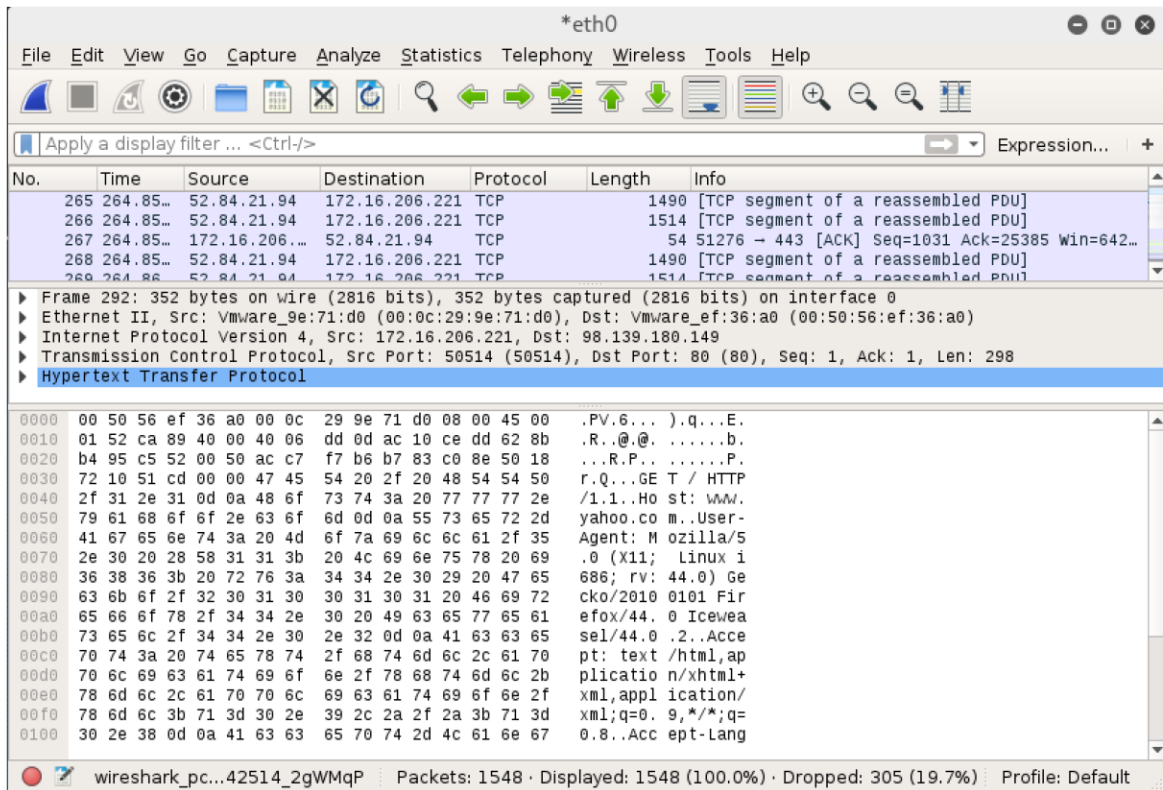 *eth0
File Edit View Go Capture Analyze Statistics Telephony Wireless Tools Help
Apply a display filter ... <Ctrl-/> Expression... +
No. Time Source Destination Protocol Length Info
265 264.85… 52.84.21.94 172.16.206.221 TCP 1490 [TCP segment of a reassembled PDU]
266 264.85… 52.84.21.94 172.16.206.221 TCP 1514 [TCP segment of a reassembled PDU]
267 264.85… 172.16.206.… 52.84.21.94 TCP 54 51276 → 443 [ACK] Seq=1031 Ack=25385 Win=642…
268 264.85… 52.84.21.94 172.16.206.221 TCP 1490 [TCP segment of a reassembled PDU]
269 264.86… 52.84.21.94 172.16.206.221 TCP 1514 [TCP segment of a reassembled PDU]
Frame 292: 352 bytes on wire (2816 bits), 352 bytes captured (2816 bits) on interface 0
Ethernet II, Src: Vmware_9e:71:d0 (00:0c:29:9e:71:d0), Dst: Vmware_ef:36:a0 (00:50:56:ef:36:a0)
Internet Protocol Version 4, Src: 172.16.206.221, Dst: 98.139.180.149
Transmission Control Protocol, Src Port: 50514 (50514), Dst Port: 80 (80), Seq: 1, Ack: 1, Len: 298
Hypertext Transfer Protocol
0000 00 50 56 ef 36 a0 00 0c 29 9e 71 d0 08 00 45 00 .PV.6... ).q...E.
0010 01 52 ca 89 40 00 40 06 dd 0d ac 10 ce dd 62 8b .R..@.@. ......b.
0020 b4 95 c5 52 00 50 ac c7 f7 b6 b7 83 c0 8e 50 18 ...R.P.. ......P.
0030 72 10 51 cd 00 00 47 45 54 20 2f 20 48 54 54 50 r.Q...GE T / HTTP
0040 2f 31 2e 31 0d 0a 48 6f 73 74 3a 20 77 77 77 2e /1.1..Ho st: www.
0050 79 61 68 6f 6f 2e 63 6f 6d 0d 0a 55 73 65 72 2d yahoo.co m..User-
0060 41 67 65 6e 74 3a 20 4d 6f 7a 69 6c 6c 61 2f 35 Agent: M ozilla/5
0070 2e 30 20 28 58 31 31 3b 20 4c 69 6e 75 78 20 69 .0 (X11; Linux i
0080 36 38 36 3b 20 72 76 3a 34 34 2e 30 29 20 47 65 686; rv: 44.0) Ge
0090 63 6b 6f 2f 32 30 31 30 30 31 30 31 20 46 69 72 cko/2010 0101 Fir
00a0 65 66 6f 78 2f 34 34 2e 30 20 49 63 65 77 65 61 efox/44. 0 Icewea
00b0 73 65 6c 2f 34 34 2e 30 2e 32 0d 0a 41 63 63 65 sel/44.0 .2..Acce
00c0 70 74 3a 20 74 65 78 74 2f 68 74 6d 6c 2c 61 70 pt: text /html,ap
00d0 70 6c 69 63 61 74 69 6f 6e 2f 78 68 74 6d 6c 2b plicatio n/xhtml+
00e0 78 6d 6c 2c 61 70 70 6c 69 63 61 74 69 6f 6e 2f xml,appl ication/
00f0 78 6d 6c 3b 71 3d 30 2e 39 2c 2a 2f 2a 3b 71 3d xml;q=0. 9,*/*;q=
0100 30 2e 38 0d 0a 41 63 63 65 70 74 2d 4c 61 6e 67 0.8..Acc ept-Lang
wireshark_pc...42514_2gWMqP Packets: 1548 · Displayed: 1548 (100.0%) · Dropped: 305 (19.7%) Profile: Default